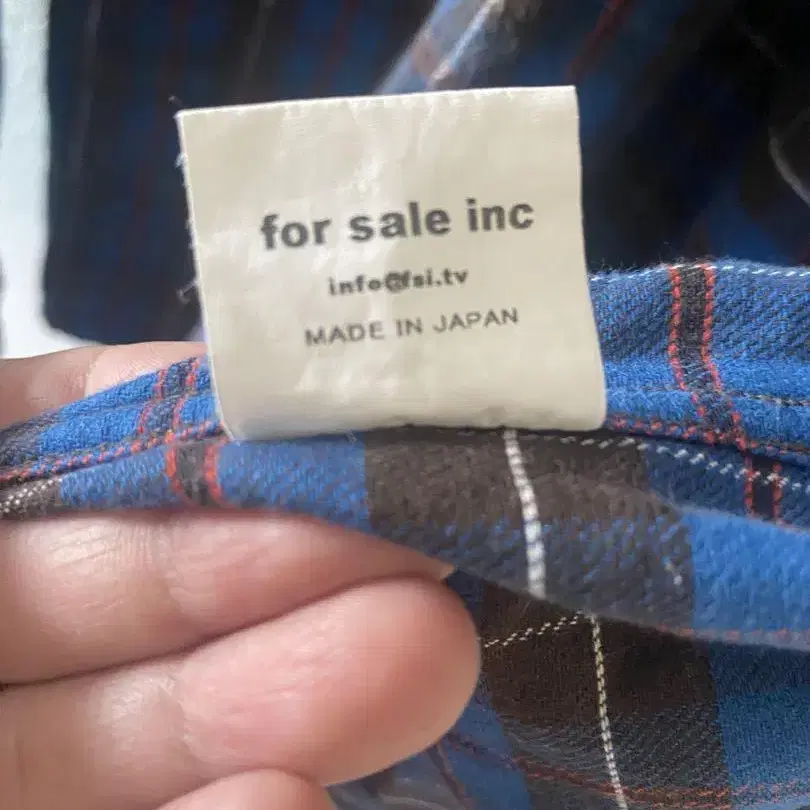 for sale inc
info@fsi.tv
MADE IN JAPAN